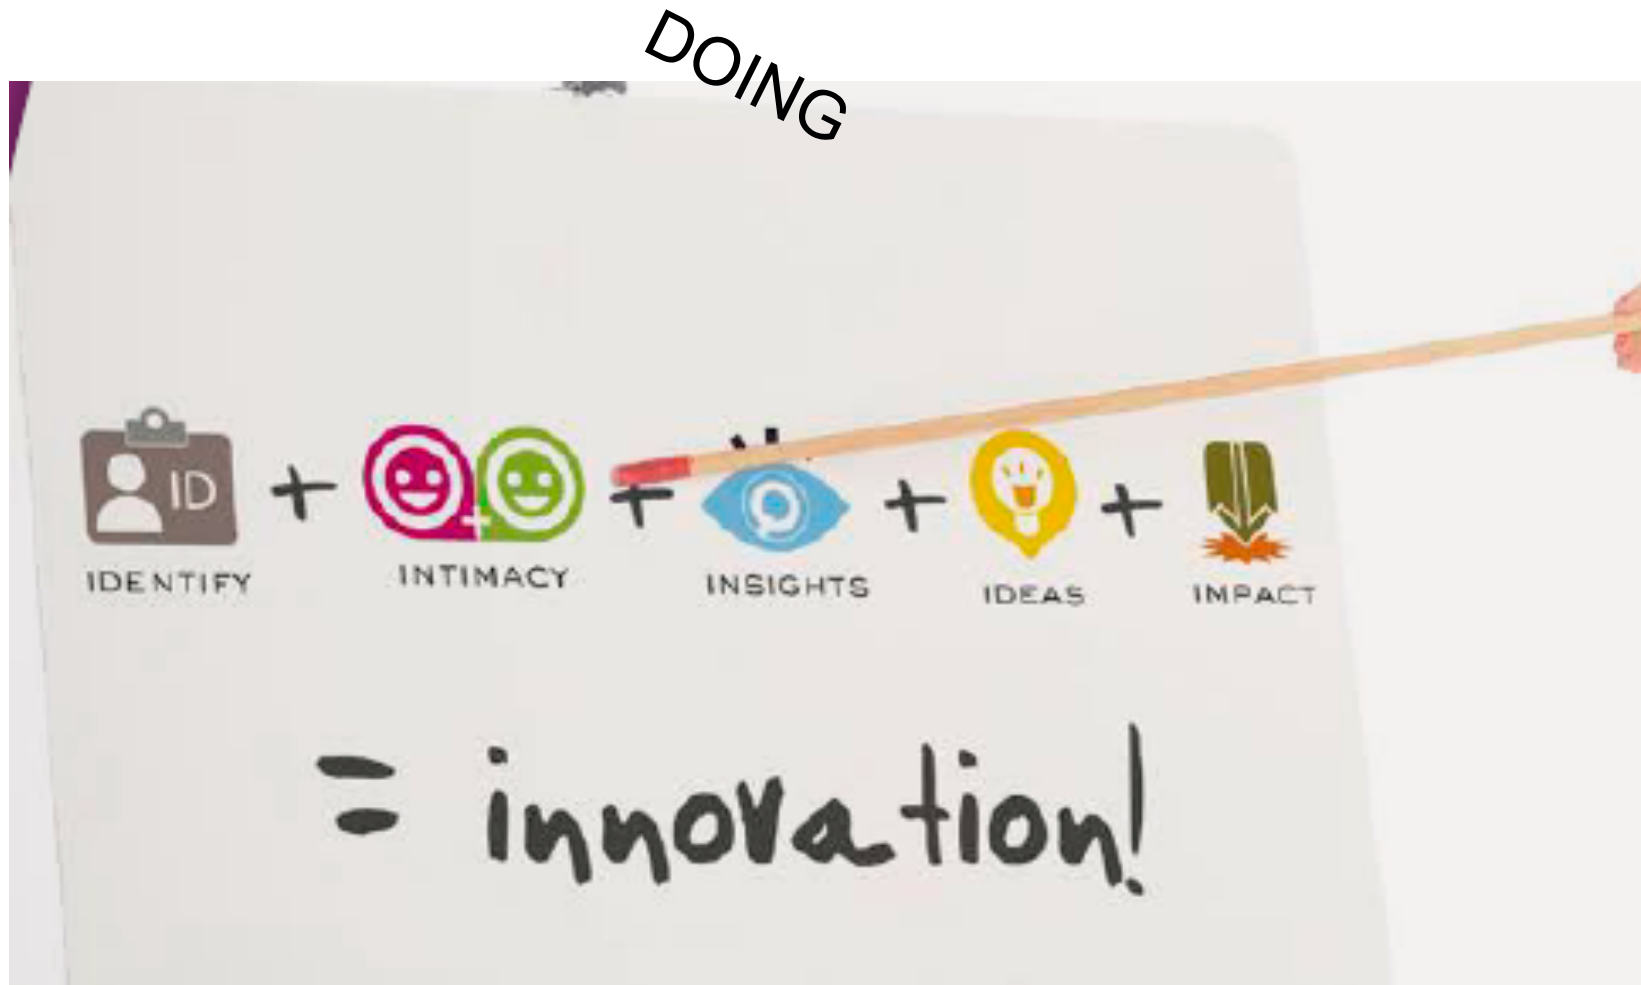 DOING
ID
+ + + +
IDENTIFY INTIMACY INSIGHTS IDEAS IMPACT
= innovation!